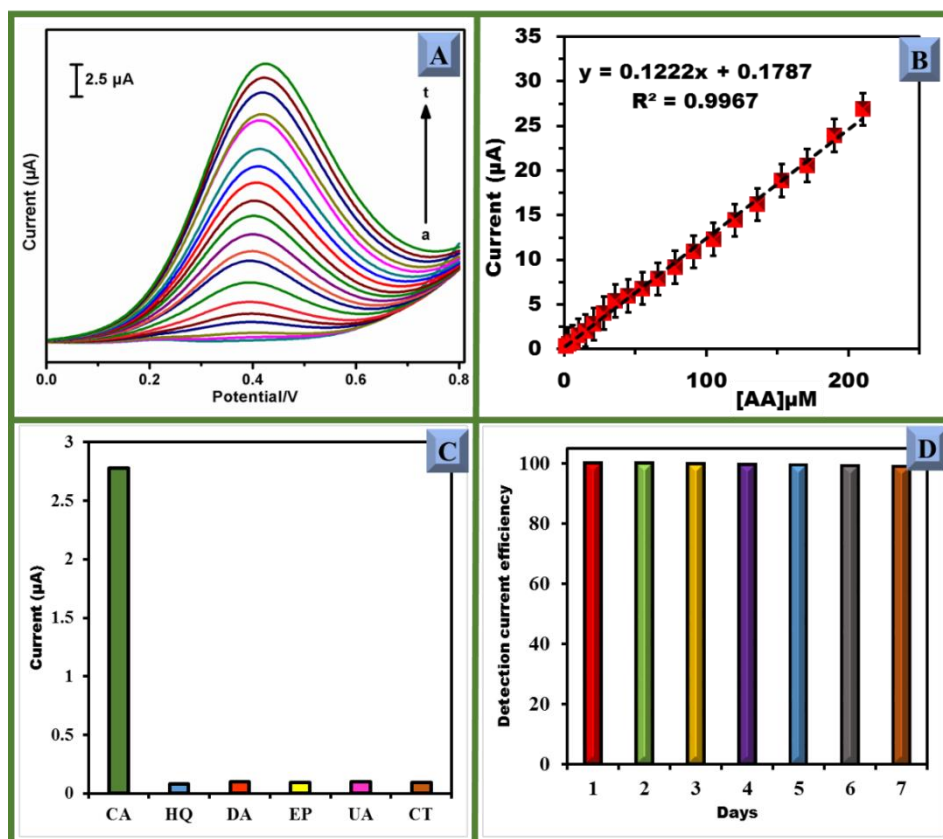 A
2.5 µA
t
a
Current (µA)
0.0 0.2 0.4 0.6 0.8
Potential/V
B
y = 0.1222x + 0.1787
R² = 0.9967
Current (µA)
35
30
25
20
15
10
5
0
0 100 200
[AA]µM
C
Current (µA)
3
2.5
2
1.5
1
0.5
0
CA HQ DA EP UA CT
D
Detection current efficiency
100
80
60
40
20
0
1 2 3 4 5 6 7
Days